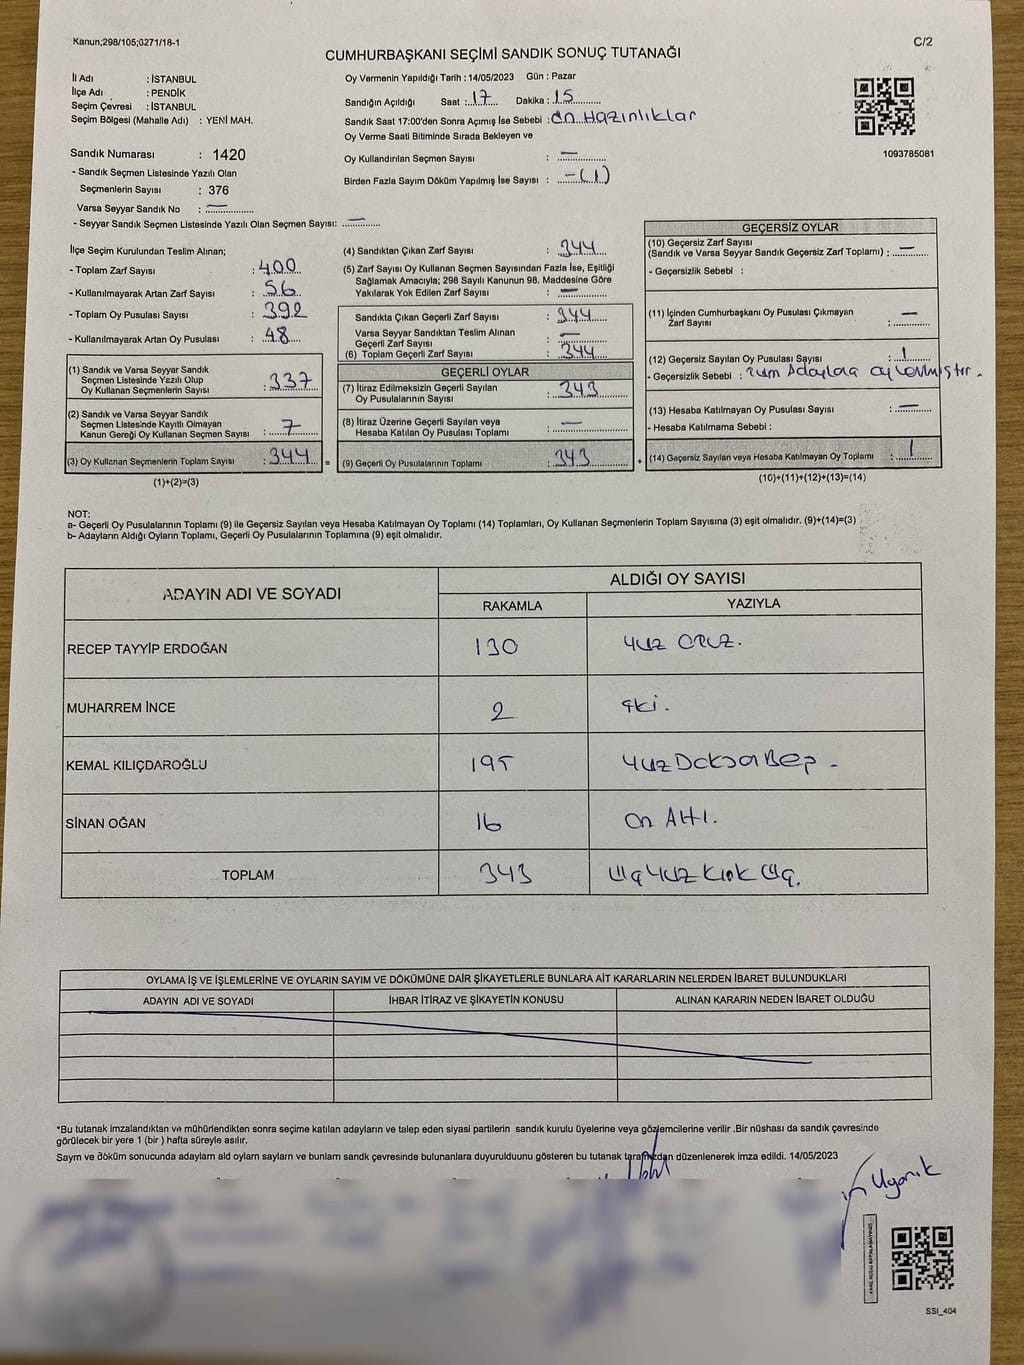 Kanun;298/105;6271/18-1
C/2
CUMHURBAŞKANI SEÇİMİ SANDIK SONUÇ TUTANAĞI
İl Adı : İSTANBUL
İlçe Adı : PENDİK
Seçim Çevresi : İSTANBUL
Seçim Bölgesi (Mahalle Adı) : YENİ MAH.
Oy Vermenin Yapıldığı Tarih : 14/05/2023 Gün : Pazar
Sandığın Açıldığı Saat : 17 Dakika : 15
Sandık Saat 17:00'den Sonra Açımış İse Sebebi : Ön Hazırlıklar
Oy Verme Saati Bitiminde Sırada Bekleyen ve
Oy Kullandırılan Seçmen Sayısı : —
Birden Fazla Sayım Döküm Yapılmış İse Sayısı : -(1)
1093785081
Sandık Numarası : 1420
- Sandık Seçmen Listesinde Yazılı Olan
Seçmenlerin Sayısı : 376
Varsa Seyyar Sandık No : —
- Seyyar Sandık Seçmen Listesinde Yazılı Olan Seçmen Sayısı: —
İlçe Seçim Kurulundan Teslim Alınan;
- Toplam Zarf Sayısı : 400
- Kullanılmayarak Artan Zarf Sayısı : 56
- Toplam Oy Pusulası Sayısı : 392
- Kullanılmayarak Artan Oy Pusulası : 48
(1) Sandık ve Varsa Seyyar Sandık
Seçmen Listesinde Yazılı Olup
Oy Kullanan Seçmenlerin Sayısı : 337
(2) Sandık ve Varsa Seyyar Sandık
Seçmen Listesinde Kayıtlı Olmayan
Kanun Gereği Oy Kullanan Seçmen Sayısı : 7
(3) Oy Kullanan Seçmenlerin Toplam Sayısı : 344
(1)+(2)=(3)
(4) Sandıktan Çıkan Zarf Sayısı : 344
(5) Zarf Sayısı Oy Kullanan Seçmen Sayısından Fazla İse, Eşitliği
Sağlamak Amacıyla; 298 Sayılı Kanunun 98. Maddesine Göre
Yakılarak Yok Edilen Zarf Sayısı : —
Sandıkta Çıkan Geçerli Zarf Sayısı : 344
Varsa Seyyar Sandıktan Teslim Alınan
Geçerli Zarf Sayısı : —
(6) Toplam Geçerli Zarf Sayısı : 344
GEÇERLİ OYLAR
(7) İtiraz Edilmeksizin Geçerli Sayılan
Oy Pusulalarının Sayısı : 343
(8) İtiraz Üzerine Geçerli Sayılan veya
Hesaba Katılan Oy Pusulası Toplamı : —
= (9) Geçerli Oy Pusulalarının Toplamı : 343 +
GEÇERSİZ OYLAR
(10) Geçersiz Zarf Sayısı
(Sandık ve Varsa Seyyar Sandık Geçersiz Zarf Toplamı) : —
- Geçersizlik Sebebi :
(11) İçinden Cumhurbaşkanı Oy Pusulası Çıkmayan
Zarf Sayısı : —
(12) Geçersiz Sayılan Oy Pusulası Sayısı : 1
- Geçersizlik Sebebi : Tüm Adaylara oy verilmiştir.
(13) Hesaba Katılmayan Oy Pusulası Sayısı : —
- Hesaba Katılmama Sebebi :
(14) Geçersiz Sayılan veya Hesaba Katılmayan Oy Toplamı : 1
(10)+(11)+(12)+(13)=(14)
NOT:
a- Geçerli Oy Pusulalarının Toplamı (9) ile Geçersiz Sayılan veya Hesaba Katılmayan Oy Toplamı (14) Toplamları, Oy Kullanan Seçmenlerin Toplam Sayısına (3) eşit olmalıdır. (9)+(14)=(3)
b- Adayların Aldığı Oyların Toplamı, Geçerli Oy Pusulalarının Toplamına (9) eşit olmalıdır.
ADAYIN ADI VE SOYADI ALDIĞI OY SAYISI
RAKAMLA YAZIYLA
RECEP TAYYİP ERDOĞAN 130 Yüz Otuz.
MUHARREM İNCE 2 İki.
KEMAL KILIÇDAROĞLU 195 Yüz Doksan Beş -
SİNAN OĞAN 16 On Altı.
TOPLAM 343 Üç Yüz Kırk Üç.
OYLAMA İŞ VE İŞLEMLERİNE VE OYLARIN SAYIM VE DÖKÜMÜNE DAİR ŞİKAYETLERLE BUNLARA AİT KARARLARIN NELERDEN İBARET BULUNDUKLARI
ADAYIN ADI VE SOYADI İHBAR İTİRAZ VE ŞİKAYETİN KONUSU ALINAN KARARIN NEDEN İBARET OLDUĞU
*Bu tutanak imzalandıktan ve mühürlendikten sonra seçime katılan adayların ve talep eden siyasi partilerin sandık kurulu üyelerine veya gözlemcilerine verilir .Bir nüshası da sandık çevresinde
görülecek bir yere 1 (bir ) hafta süreyle asılır.
Sayım ve döküm sonucunda adaylarn ald oylarn sayların ve bunların sandk çevresinde bulunanlara duyurulduunu gösteren bu tutanak tarafmızdan düzenlenerek imza edildi. 14/05/2023
Uyanık
SSİ_404